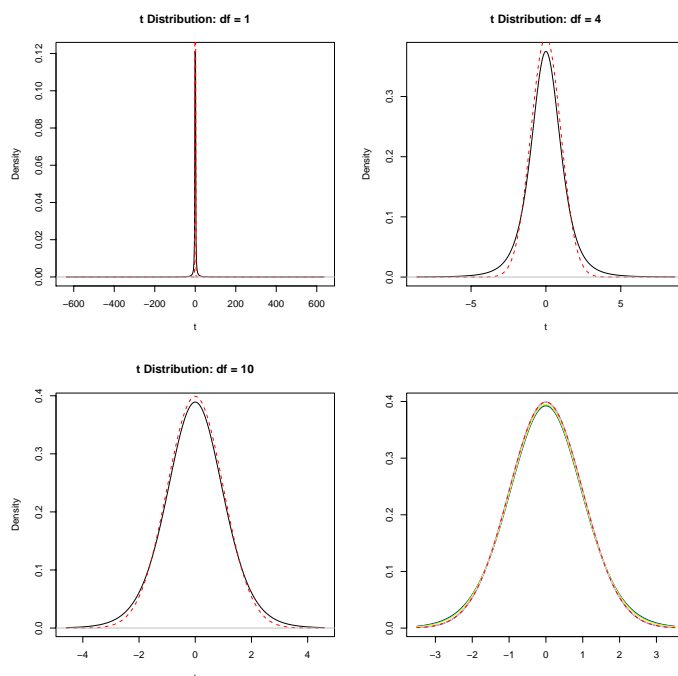 t Distribution: df = 1
Density
0.00 0.02 0.04 0.06 0.08 0.10 0.12
-600 -400 -200 0 200 400 600
t
t Distribution: df = 4
Density
0.0 0.1 0.2 0.3
-5 0 5
t
t Distribution: df = 10
Density
0.0 0.1 0.2 0.3 0.4
-4 -2 0 2 4
0.0 0.1 0.2 0.3 0.4
-3 -2 -1 0 1 2 3